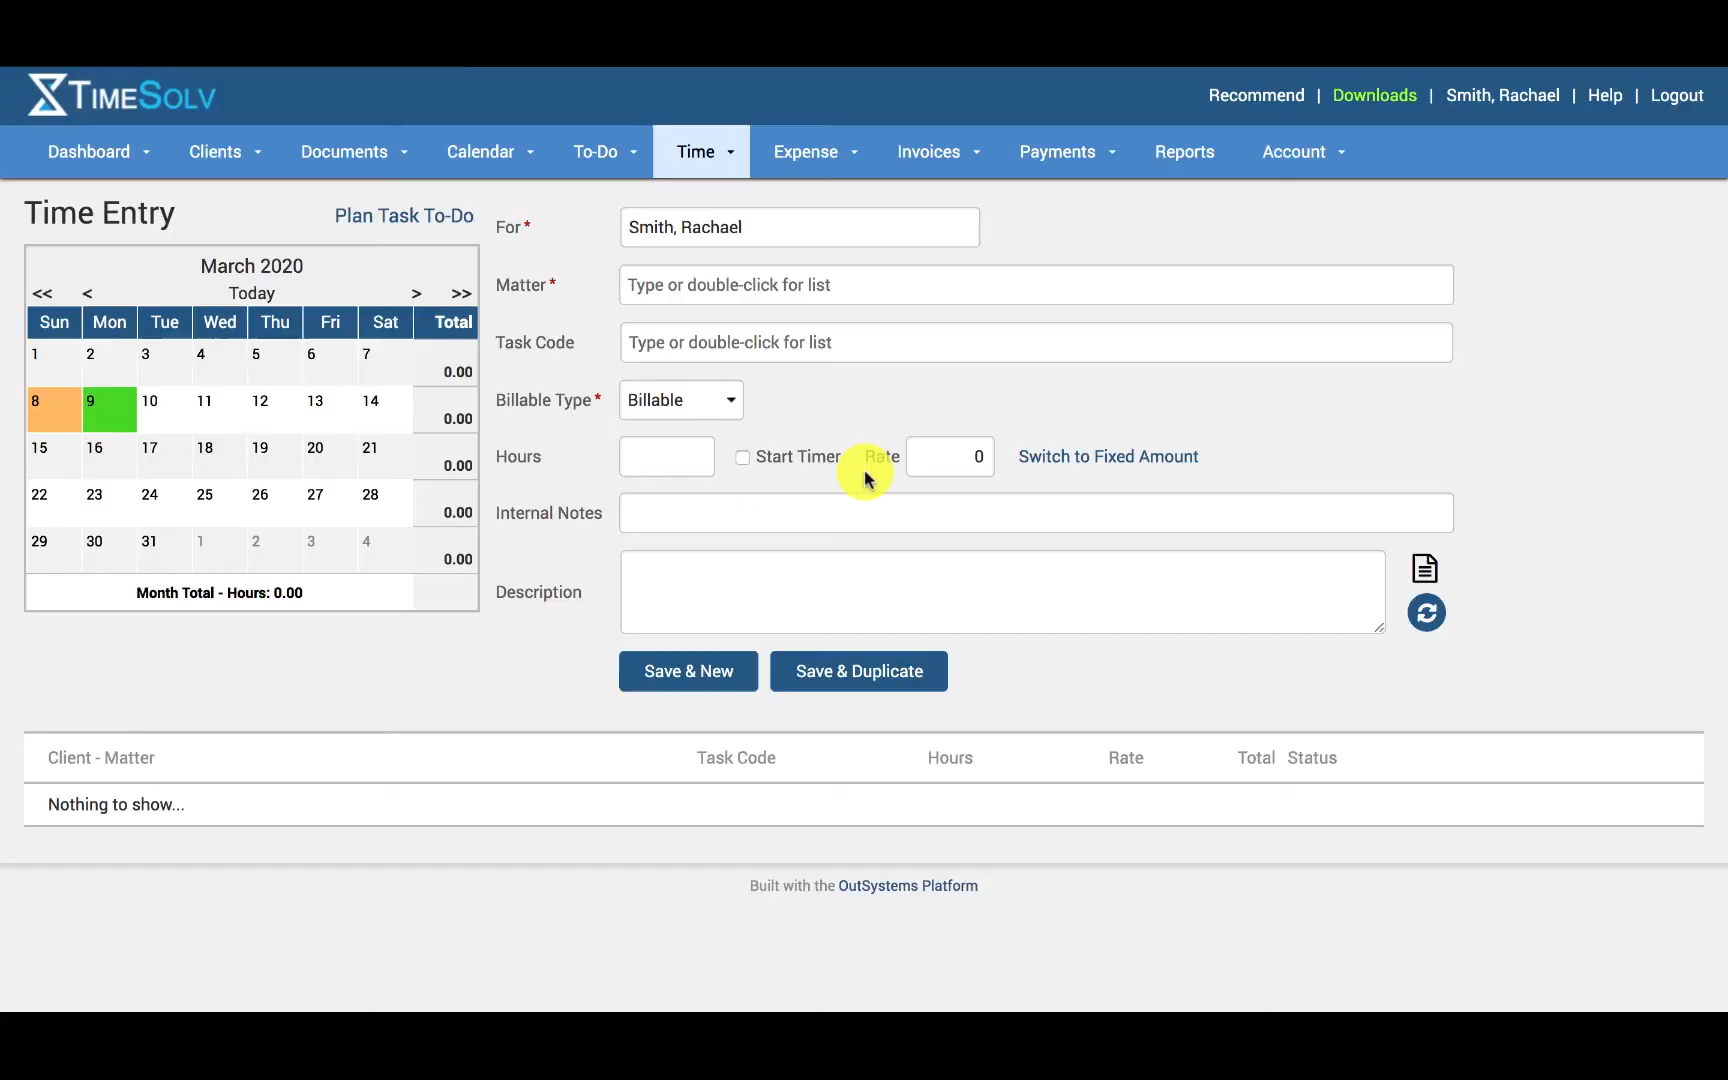 TIMESOLV
Recommend | Downloads | Smith, Rachael | Help | Logout
Dashboard Clients Documents Calendar To-Do Time Expense Invoices Payments Reports Account
Time Entry
Plan Task To-Do
March 2020
<< < Today > >>
Sun Mon Tue Wed Thu Fri Sat Total
1 2 3 4 5 6 7 0.00
8 9 10 11 12 13 14 0.00
15 16 17 18 19 20 21 0.00
22 23 24 25 26 27 28 0.00
29 30 31 1 2 3 4 0.00
Month Total - Hours: 0.00
For* Smith, Rachael
Matter* Type or double-click for list
Task Code Type or double-click for list
Billable Type* Billable
Hours Start Timer Rate 0 Switch to Fixed Amount
Internal Notes
Description
Save & New Save & Duplicate
Client - Matter Task Code Hours Rate Total Status
Nothing to show...
Built with the OutSystems Platform